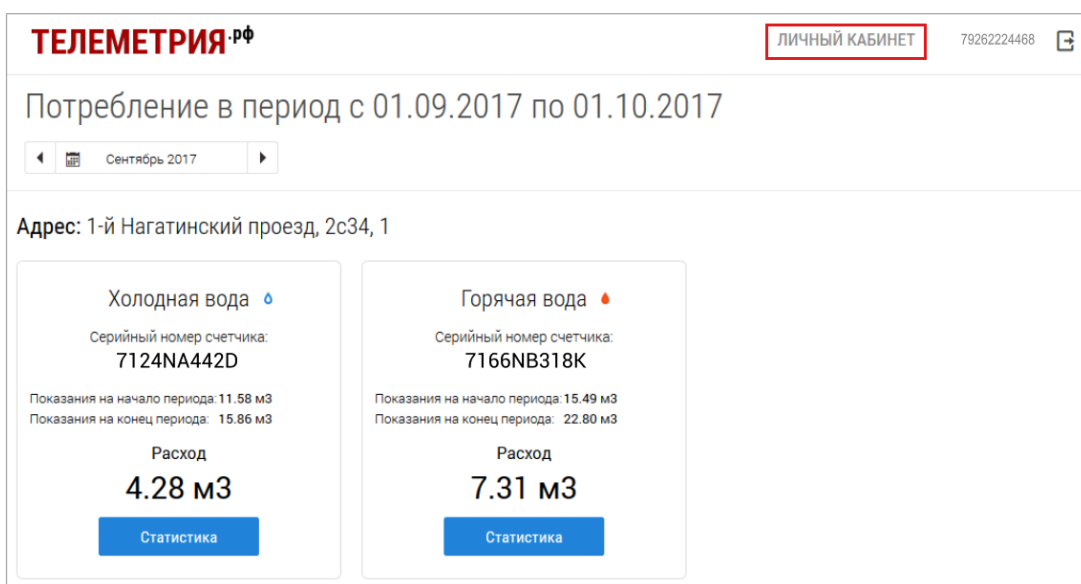 ТЕЛЕМЕТРИЯ.РФ
ЛИЧНЫЙ КАБИНЕТ
79262224468
Потребление в период с 01.09.2017 по 01.10.2017
Сентябрь 2017
Адрес: 1-й Нагатинский проезд, 2с34, 1
Холодная вода
Серийный номер счетчика:
7124NA442D
Показания на начало периода: 11.58 м3
Показания на конец периода: 15.86 м3
Расход
4.28 м3
Статистика
Горячая вода
Серийный номер счетчика:
7166NB318K
Показания на начало периода: 15.49 м3
Показания на конец периода: 22.80 м3
Расход
7.31 м3
Статистика